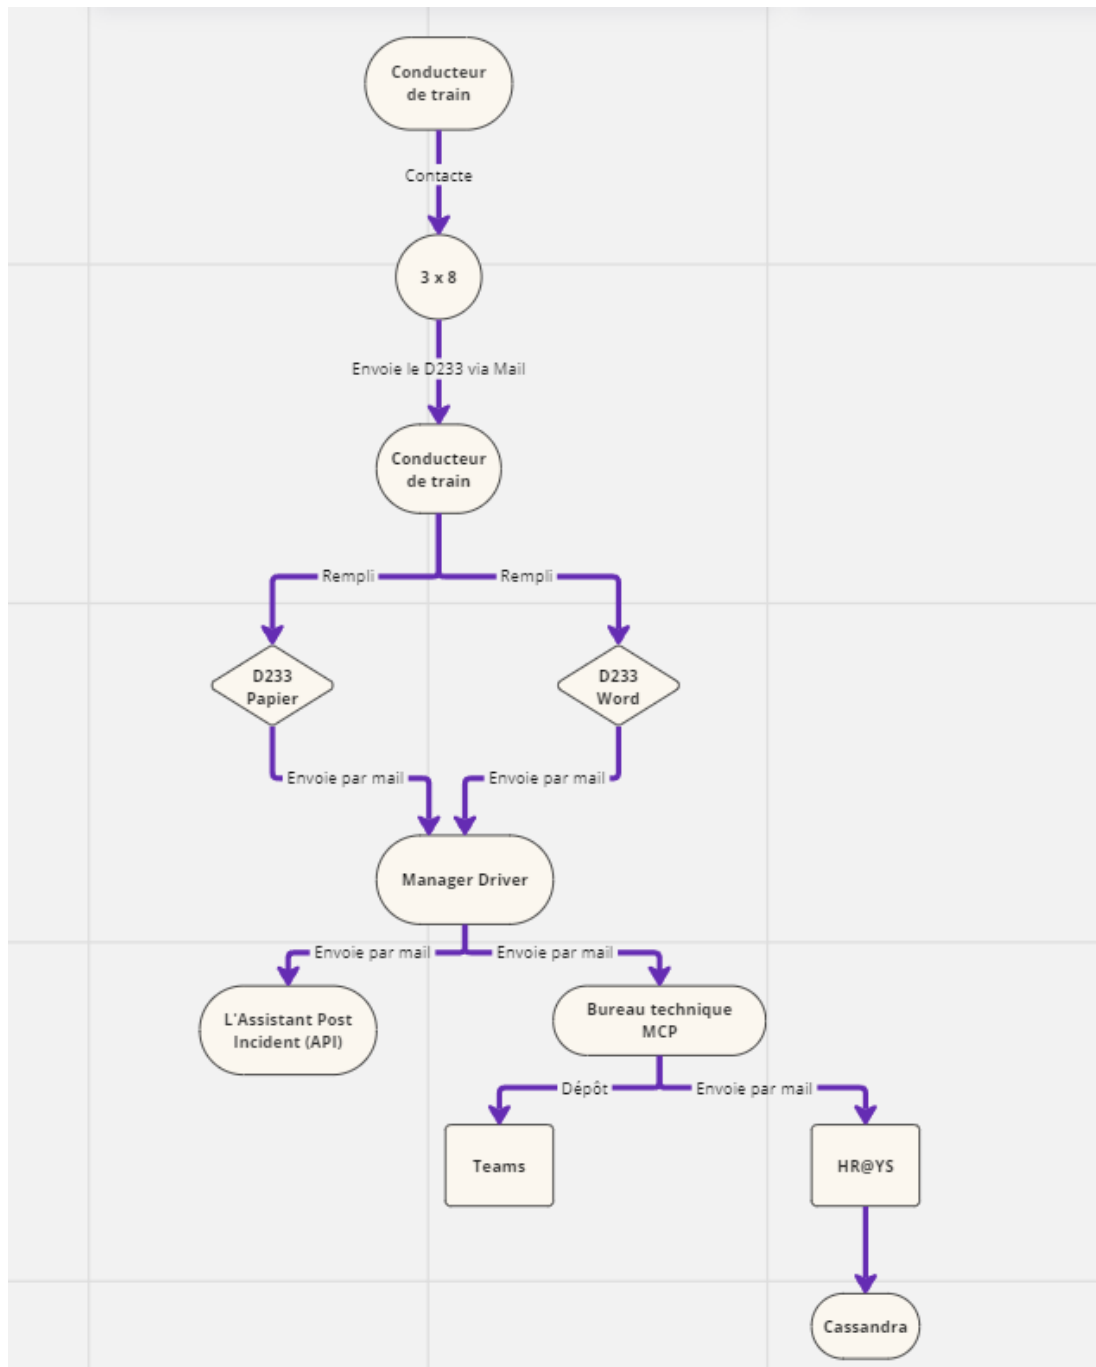 Conducteur
de train
Contacte
3 x 8
Envoie le D233 via Mail
Conducteur
de train
Rempli
Rempli
D233
Papier
D233
Word
Envoie par mail
Envoie par mail
Manager Driver
Envoie par mail
Envoie par mail
L'Assistant Post
Incident (API)
Bureau technique
MCP
Dépôt
Envoie par mail
Teams
HR@YS
Cassandra